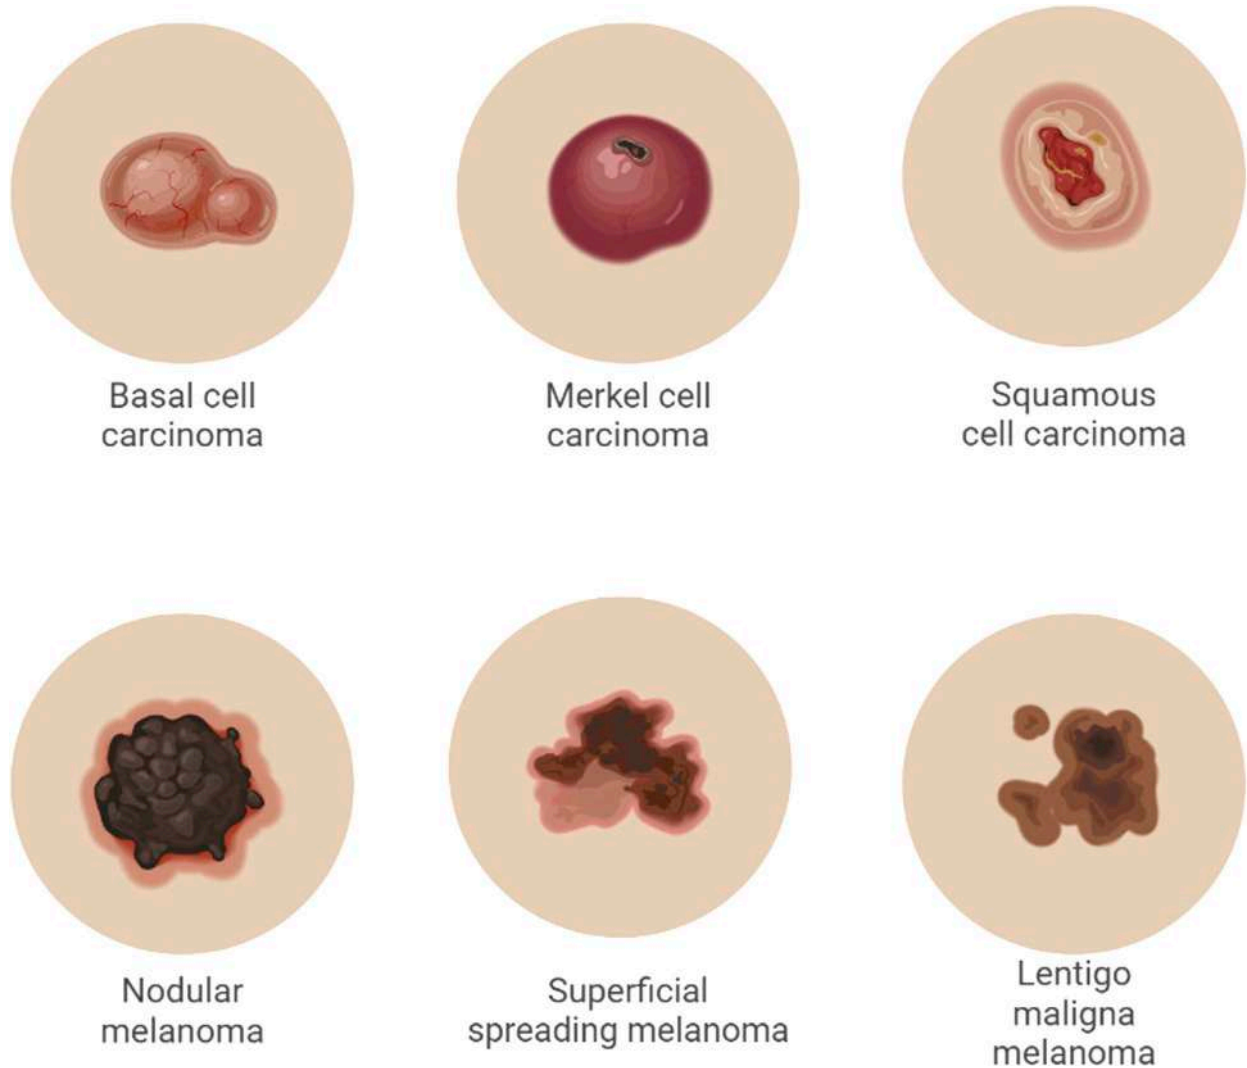 Basal cell
carcinoma
Merkel cell
carcinoma
Squamous
cell carcinoma
Nodular
melanoma
Superficial
spreading melanoma
Lentigo
maligna
melanoma